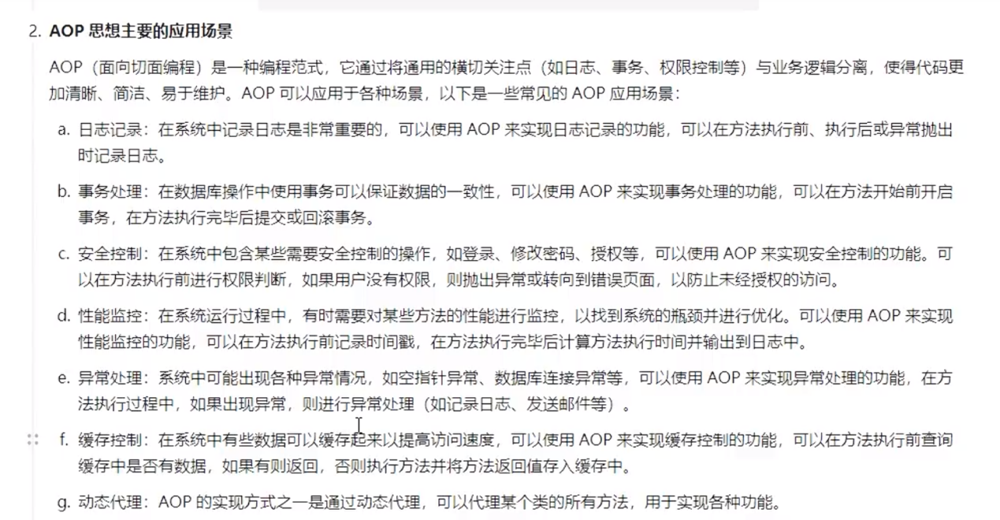 2. AOP 思想主要的应用场景
AOP（面向切面编程）是一种编程范式，它通过将通用的横切关注点（如日志、事务、权限控制等）与业务逻辑分离，使得代码更
加清晰、简洁、易于维护。AOP 可以应用于各种场景，以下是一些常见的 AOP 应用场景：
a. 日志记录：在系统中记录日志是非常重要的，可以使用 AOP 来实现日志记录的功能，可以在方法执行前、执行后或异常抛出
时记录日志。
b. 事务处理：在数据库操作中使用事务可以保证数据的一致性，可以使用 AOP 来实现事务处理的功能，可以在方法开始前开启
事务，在方法执行完毕后提交或回滚事务。
c. 安全控制：在系统中包含某些需要安全控制的操作，如登录、修改密码、授权等，可以使用 AOP 来实现安全控制的功能。可
以在方法执行前进行权限判断，如果用户没有权限，则抛出异常或转向到错误页面，以防止未经授权的访问。
d. 性能监控：在系统运行过程中，有时需要对某些方法的性能进行监控，以找到系统的瓶颈并进行优化。可以使用 AOP 来实现
性能监控的功能，可以在方法执行前记录时间戳，在方法执行完毕后计算方法执行时间并输出到日志中。
e. 异常处理：系统中可能出现各种异常情况，如空指针异常、数据库连接异常等，可以使用 AOP 来实现异常处理的功能，在方
法执行过程中，如果出现异常，则进行异常处理（如记录日志、发送邮件等）。
f. 缓存控制：在系统中有些数据可以缓存起来以提高访问速度，可以使用 AOP 来实现缓存控制的功能，可以在方法执行前查询
缓存中是否有数据，如果有则返回，否则执行方法并将方法返回值存入缓存中。
g. 动态代理：AOP 的实现方式之一是通过动态代理，可以代理某个类的所有方法，用于实现各种功能。